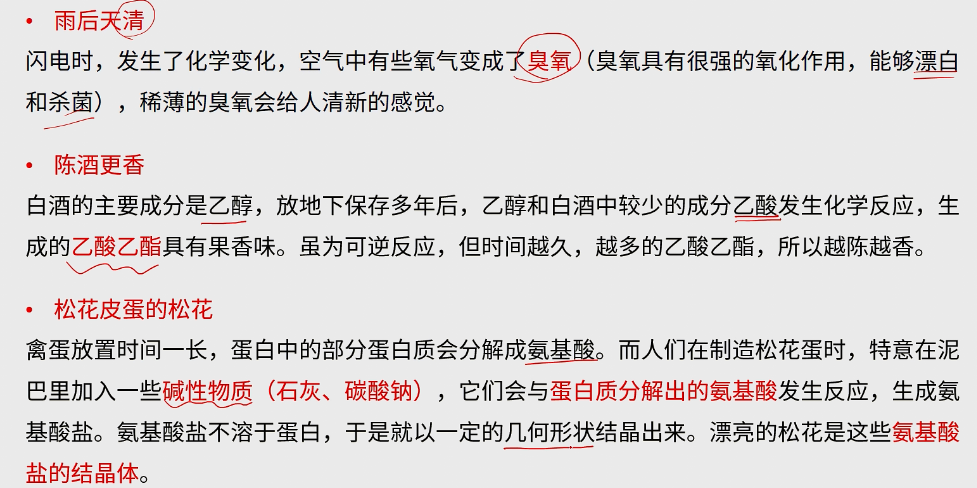 • 雨后天清
闪电时，发生了化学变化，空气中有些氧气变成了臭氧（臭氧具有很强的氧化作用，能够漂白
和杀菌），稀薄的臭氧会给人清新的感觉。
• 陈酒更香
白酒的主要成分是乙醇，放地下保存多年后，乙醇和白酒中较少的成分乙酸发生化学反应，生
成的乙酸乙酯具有果香味。虽为可逆反应，但时间越久，越多的乙酸乙酯，所以越陈越香。
• 松花皮蛋的松花
禽蛋放置时间一长，蛋白中的部分蛋白质会分解成氨基酸。而人们在制造松花蛋时，特意在泥
巴里加入一些碱性物质（石灰、碳酸钠），它们会与蛋白质分解出的氨基酸发生反应，生成氨
基酸盐。氨基酸盐不溶于蛋白，于是就以一定的几何形状结晶出来。漂亮的松花是这些氨基酸
盐的结晶体。